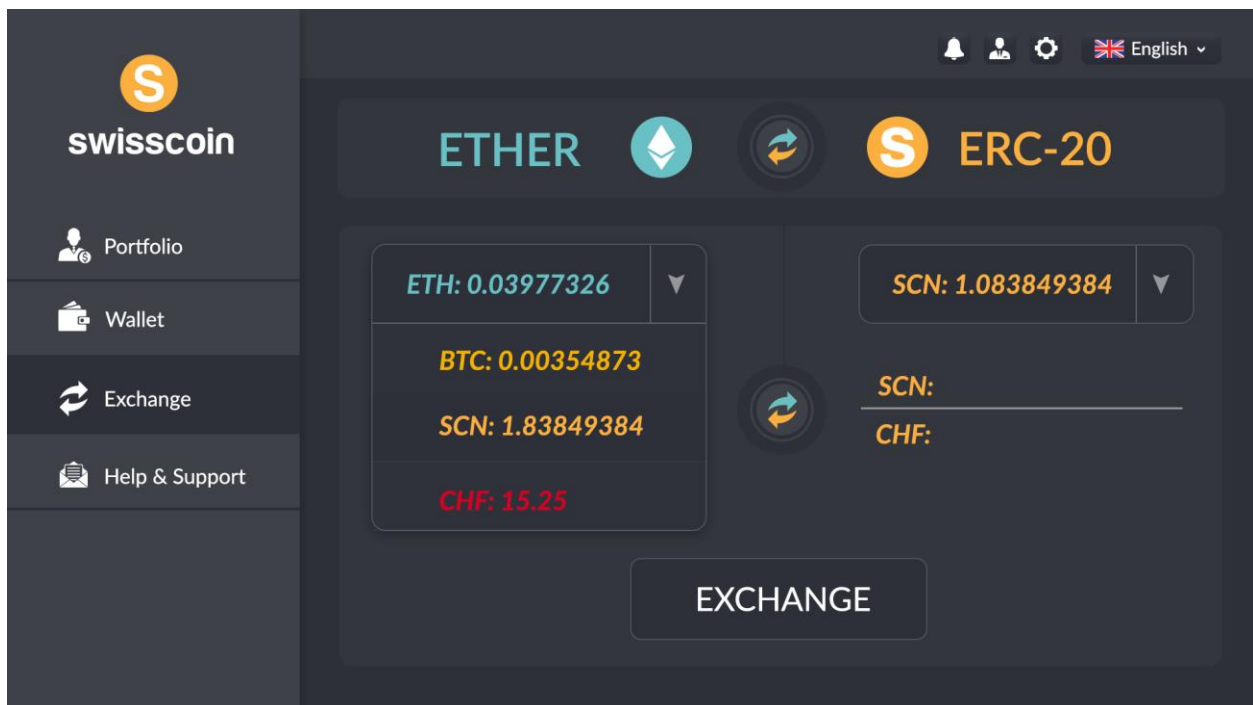 English
S
swisscoin
ETHER
S ERC-20
Portfolio
Wallet
Exchange
Help & Support
ETH: 0.03977326
BTC: 0.00354873
SCN: 1.83849384
CHF: 15.25
SCN: 1.083849384
SCN:
CHF:
EXCHANGE